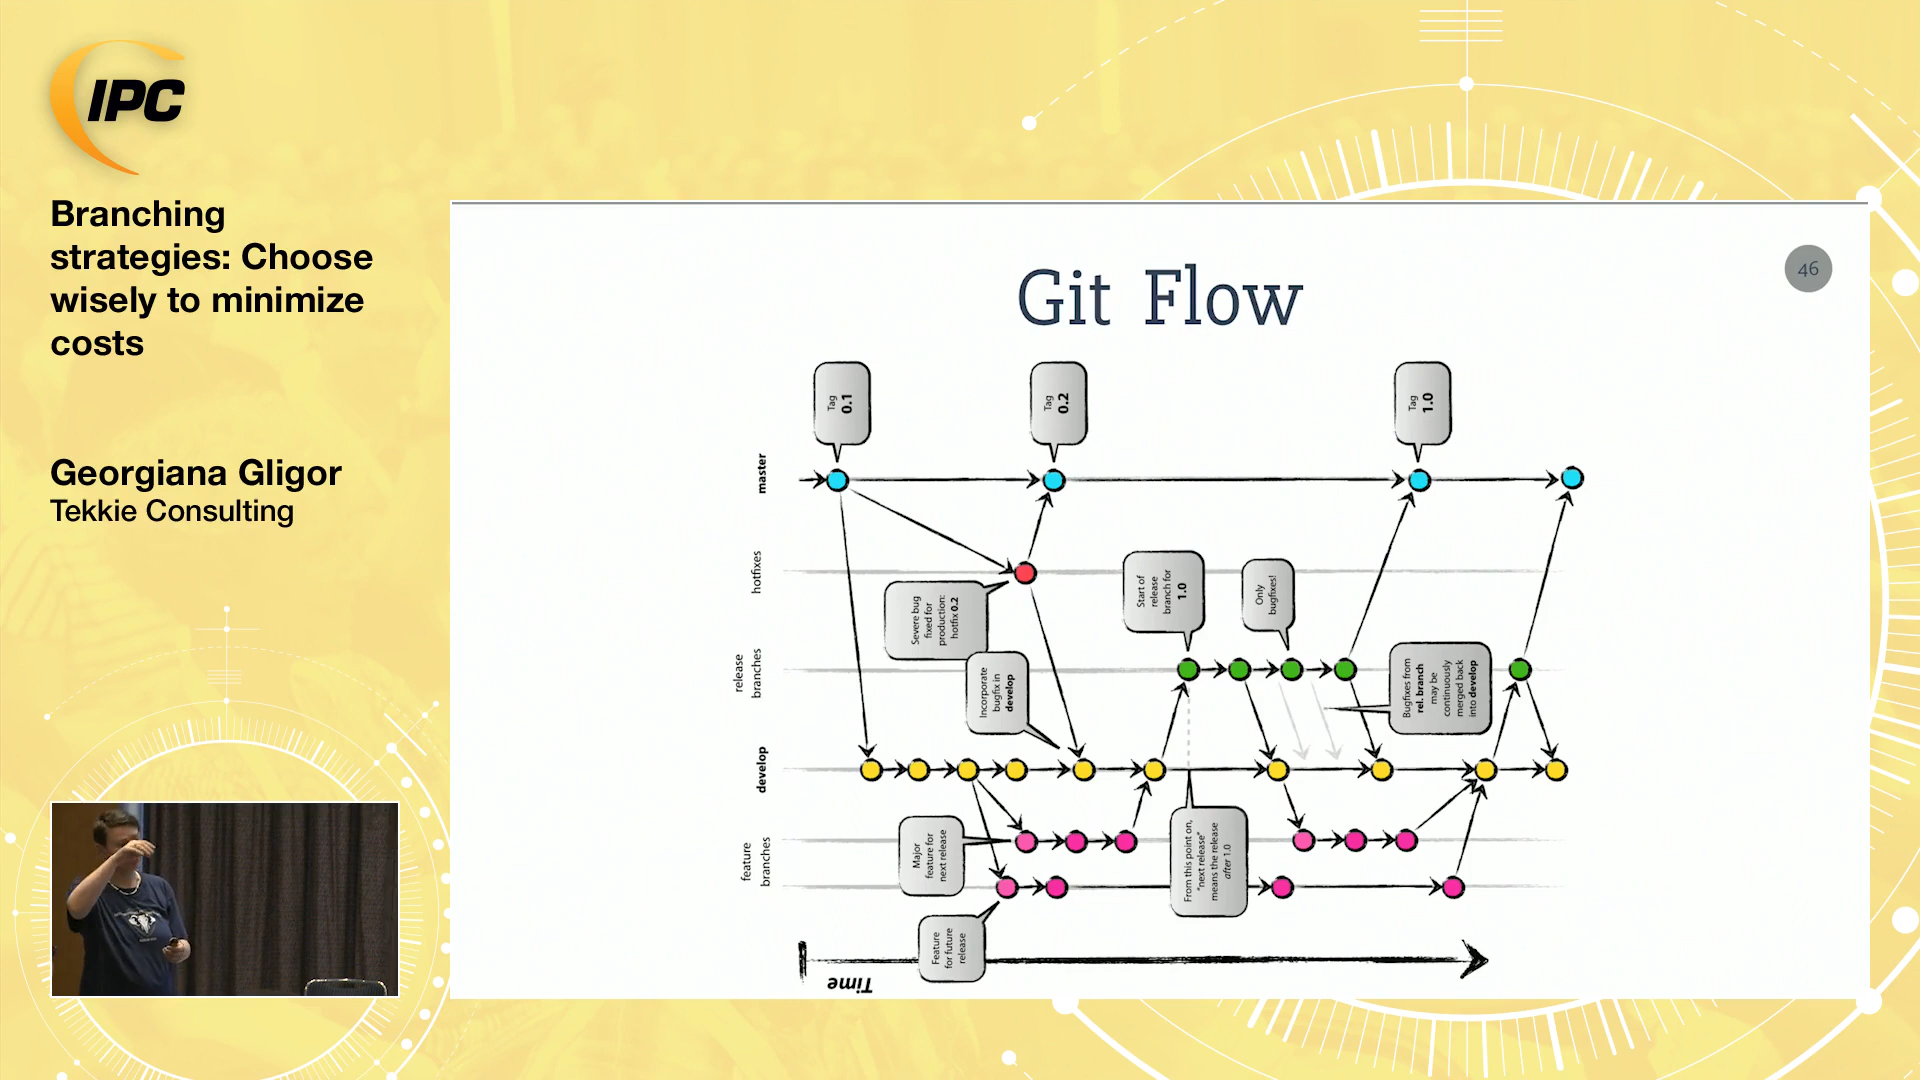 IPC
Branching
strategies: Choose
wisely to minimize
costs
Georgiana Gligor
Tekkie Consulting
46
Git Flow
Tag
0.1
Tag
0.2
Tag
1.0
master
hotfixes
Severe bug
fixed for
production:
hotfix 0.2
Start of
release
branch for
1.0
Only
bugfixes!
release
branches
Incorporate
bugfix in
develop
Bugfixes from
rel. branch
may be
continuously
merged back
into develop
develop
Major
feature for
next release
From this point on,
"next release"
means the release
after 1.0
feature
branches
Feature
for future
release
Time